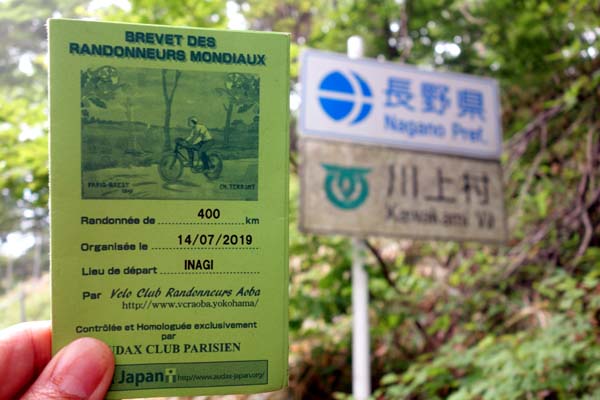 BREVET DES
RANDONNEURS MONDIAUX
PARIS-BREST
CH. TERRONT
Randonnée de 400 km
Organisée le 14/07/2019
Lieu de départ INAGI
Par Vélo Club Randonneurs Aoba
http://www.vcraoba.yokohama/
Contrôlée et Homologuée exclusivement
par
AUDAX CLUB PARISIEN
Japan http://www.audax-japan.org/
長野県
Nagano Pref.
川上村
Kawakami Vil